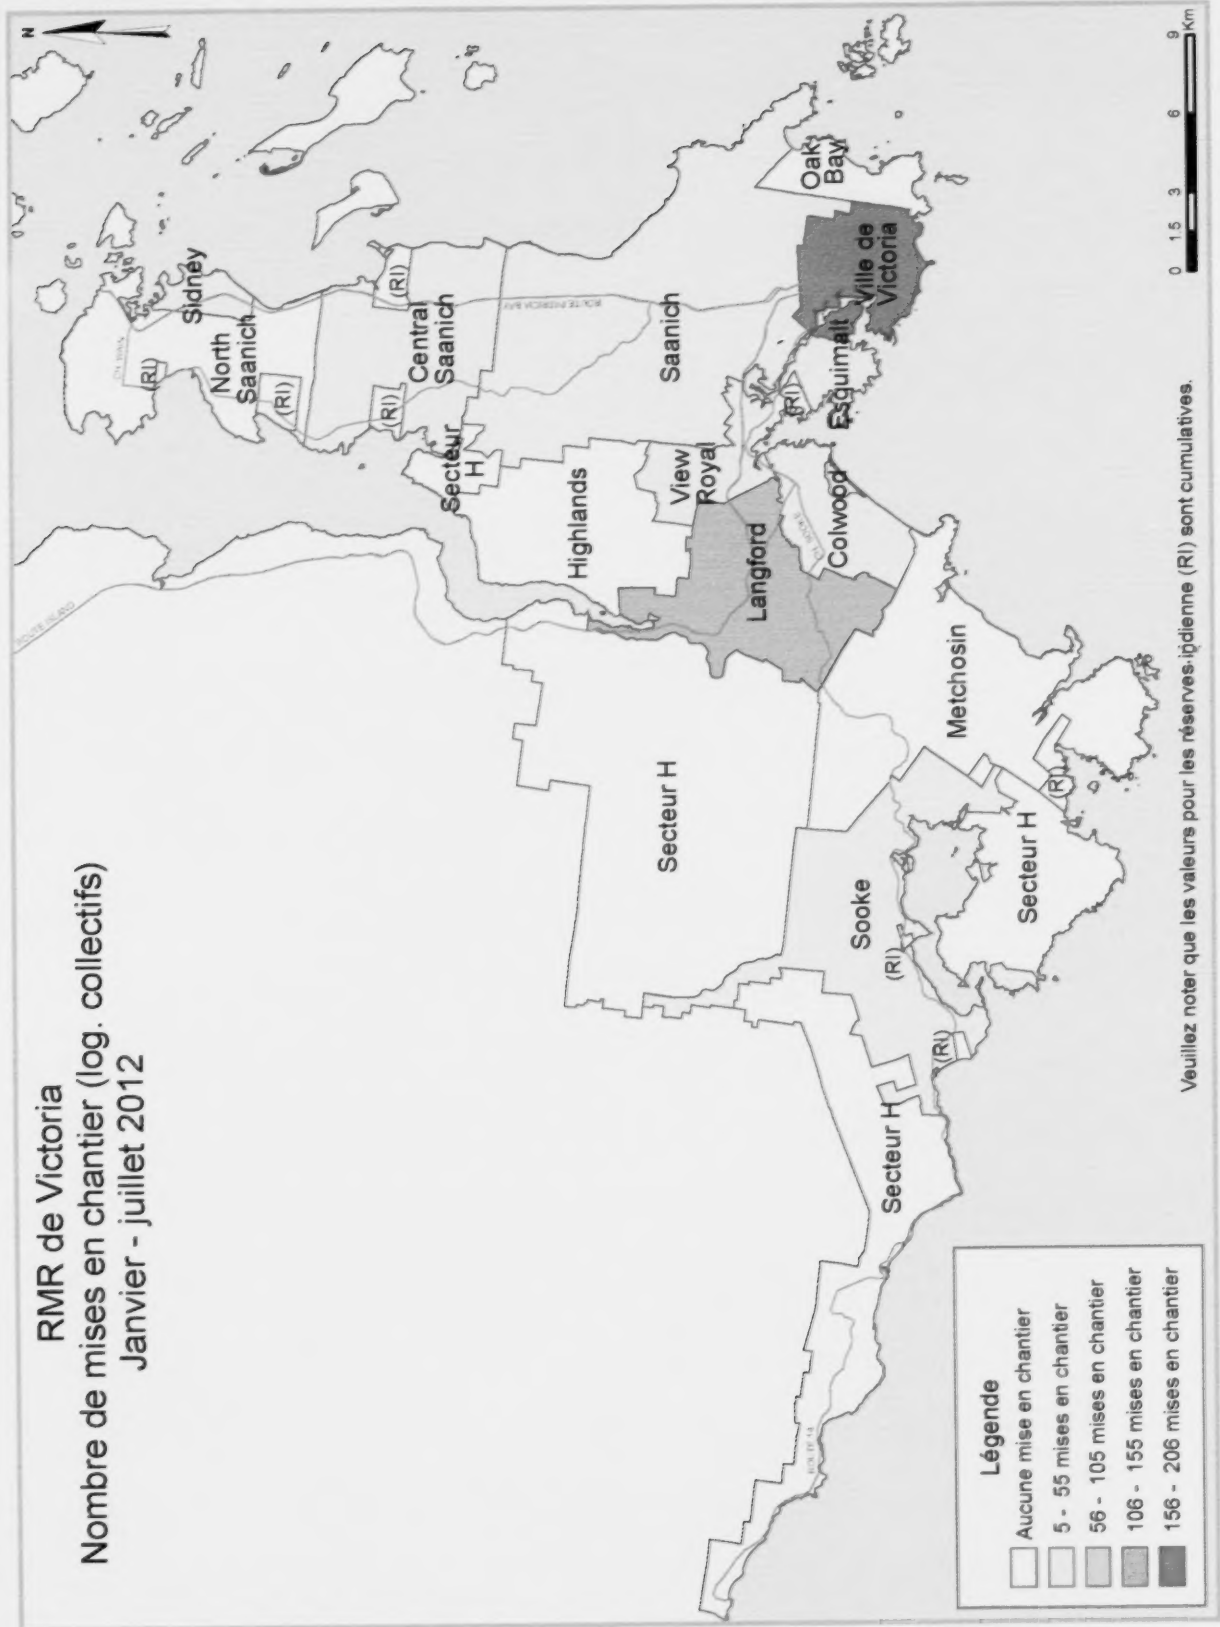 RMR de Victoria
Nombre de mises en chantier (log. collectifs)
Janvier - juillet 2012
N
ROUTE ISLAND
Sidney
(RI)
North
Saanich
(RI)
(RI)
Central
Saanich
(RI)
Secteur
H
Highlands
Saanich
View
Royal
Langford
Colwood
(RI)
Esquimalt
Ville de
Victoria
Oak
Bay
Secteur H
Metchosin
(RI)
Sooke
(RI)
Secteur H
(RI)
Secteur H
ROUTE 14
Légende
Aucune mise en chantier
5 - 55 mises en chantier
56 - 105 mises en chantier
106 - 155 mises en chantier
156 - 206 mises en chantier
0 1.5 3 6 9
Km
Veuillez noter que les valeurs pour les réserves indienne (RI) sont cumulatives.